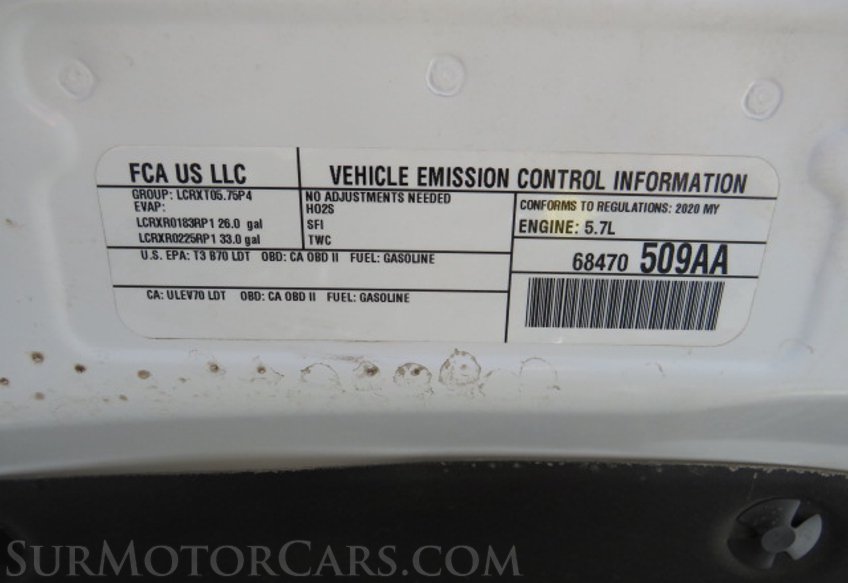 FCA US LLC
VEHICLE EMISSION CONTROL INFORMATION
GROUP: LCRXT05.75P4
EVAP:
LCRXR0183RP1 26.0 gal
LCRXR0225RP1 33.0 gal
NO ADJUSTMENTS NEEDED
HO2S
SFI
TWC
CONFORMS TO REGULATIONS: 2020 MY
ENGINE: 5.7L
U.S. EPA: T3 B70 LDT OBD: CA OBD II FUEL: GASOLINE
68470 509AA
CA: ULEV70 LDT OBD: CA OBD II FUEL: GASOLINE
SurMotorCars.com